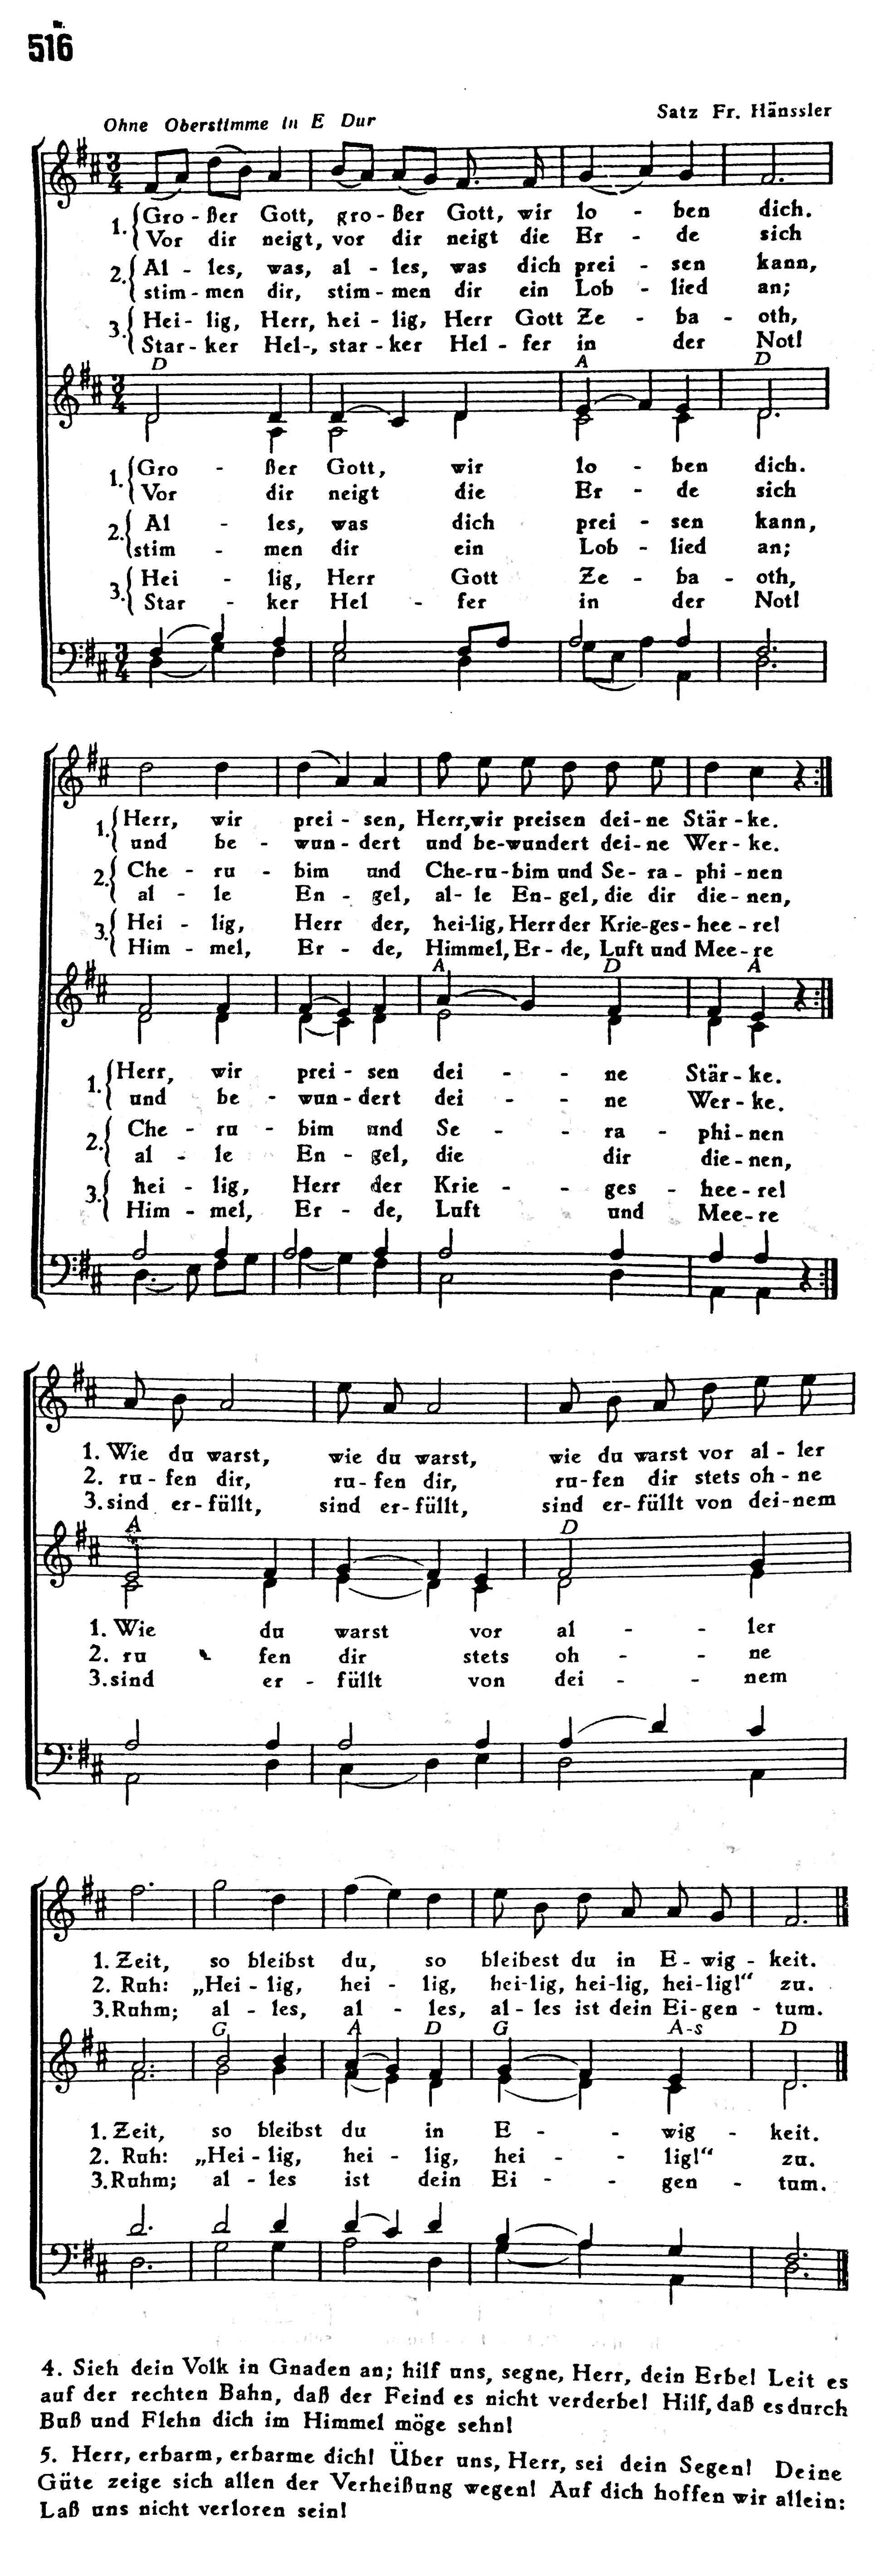 Nr.
516
Ohne Oberstimme in E Dur
Satz Fr. Hänssler
1. Gro - ßer Gott, gro - ßer Gott, wir lo - ben dich.
Vor dir neigt, vor dir neigt die Er - de sich
2. Al - les, was, al - les, was dich prei - sen kann,
stim - men dir, stim - men dir ein Lob - lied an;
3. Hei - lig, Herr, hei - lig, Herr Gott Ze - ba - oth,
Star - ker Hel-, star - ker Hel - fer in der Not!
D A D
1. Gro - ßer Gott, wir lo - ben dich.
Vor dir neigt die Er - de sich
2. Al - les, was dich prei - sen kann,
stim - men dir ein Lob - lied an;
3. Hei - lig, Herr Gott Ze - ba - oth,
Star - ker Hel - fer in der Not!
1. Herr, wir prei - sen, Herr, wir preisen dei - ne Stär - ke.
und be - wun - dert und be-wundert dei - ne Wer - ke.
2. Che - ru - bim und Che-ru-bim und Se - ra - phi - nen
al - le En - gel, al - le En - gel, die dir die - nen,
3. Hei - lig, Herr der, hei-lig, Herr der Krie-ges-hee - re!
Him - mel, Er - de, Himmel, Er - de, Luft und Mee - re
A D A
1. Herr, wir prei - sen dei - - ne Stär - ke.
und be - wun - dert dei - - ne Wer - ke.
2. Che - ru - bim und Se - - ra - phi - nen
al - le En - gel, die dir die - nen,
3. hei - lig, Herr der Krie - - ges - hee - re!
Him - mel, Er - de, Luft und Mee - re
1. Wie du warst, wie du warst, wie du warst vor al - ler
2. ru - fen dir, ru - fen dir, ru - fen dir stets oh - ne
3. sind er - füllt, sind er - füllt, sind er - füllt von dei - nem
A D
1. Wie du warst vor al - - ler
2. ru fen dir stets oh - - ne
3. sind er - füllt von dei - - nem
1. Zeit, so bleibst du, so bleibest du in E - wig - keit.
2. Ruh: „Hei - lig, hei - lig, hei - lig, hei - lig, hei - lig!“ zu.
3. Ruhm; al - les, al - les, al - les ist dein Ei - gen - tum.
G A D G A-s D
1. Zeit, so bleibst du in E - - wig - keit.
2. Ruh: „Hei - lig, hei - lig, hei - - lig!“ zu.
3. Ruhm; al - les ist dein Ei - - gen - tum.
4. Sieh dein Volk in Gnaden an; hilf uns, segne, Herr, dein Erbe! Leit es
auf der rechten Bahn, daß der Feind es nicht verderbe! Hilf, daß es durch
Buß und Flehn dich im Himmel möge sehn!
5. Herr, erbarm, erbarme dich! Über uns, Herr, sei dein Segen! Deine
Güte zeige sich allen der Verheißung wegen! Auf dich hoffen wir allein:
Laß uns nicht verloren sein!